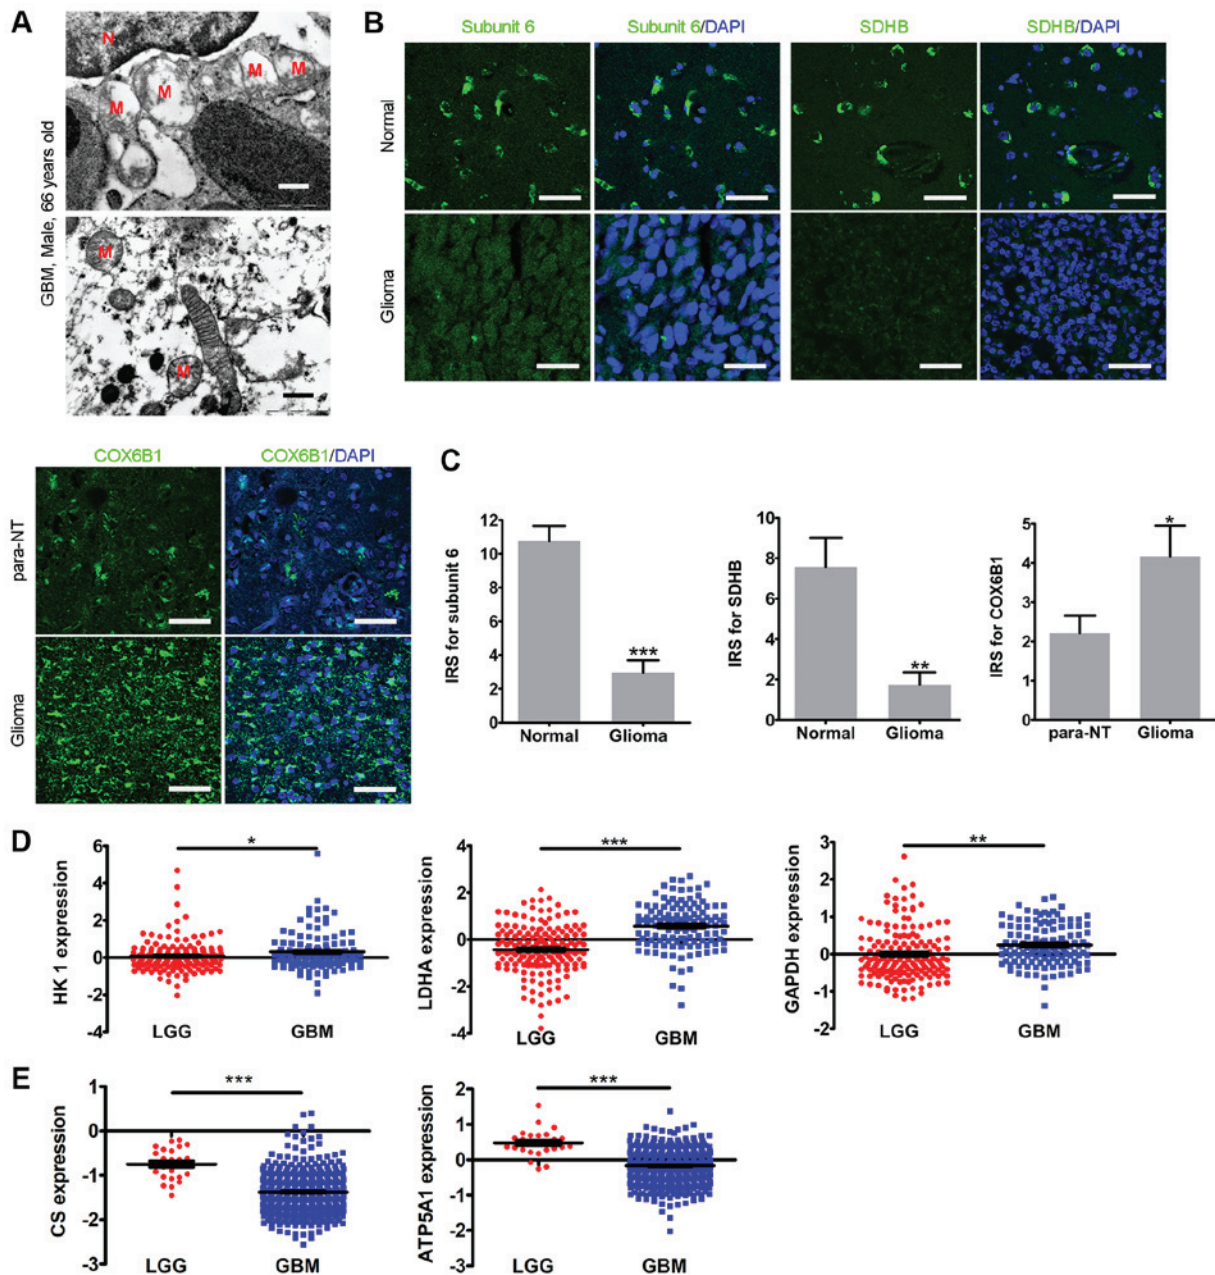 A
GBM, Male, 66 years old
N
M
M
M
M
M
M
B
Subunit 6
Subunit 6/DAPI
SDHB
SDHB/DAPI
Normal
Glioma
COX6B1
COX6B1/DAPI
para-NT
Glioma
C
IRS for subunit 6
12
10
8
6
4
2
0
***
Normal
Glioma
IRS for SDHB
10
8
6
4
2
0
**
Normal
Glioma
IRS for COX6B1
5
4
3
2
1
0
*
para-NT
Glioma
D
HK 1 expression
6
4
2
0
-2
-4
*
LGG
GBM
LDHA expression
4
2
0
-2
-4
***
LGG
GBM
GAPDH expression
3
2
1
0
-1
-2
**
LGG
GBM
E
CS expression
1
0
-1
-2
-3
***
LGG
GBM
ATP5A1 expression
2
1
0
-1
-2
-3
***
LGG
GBM